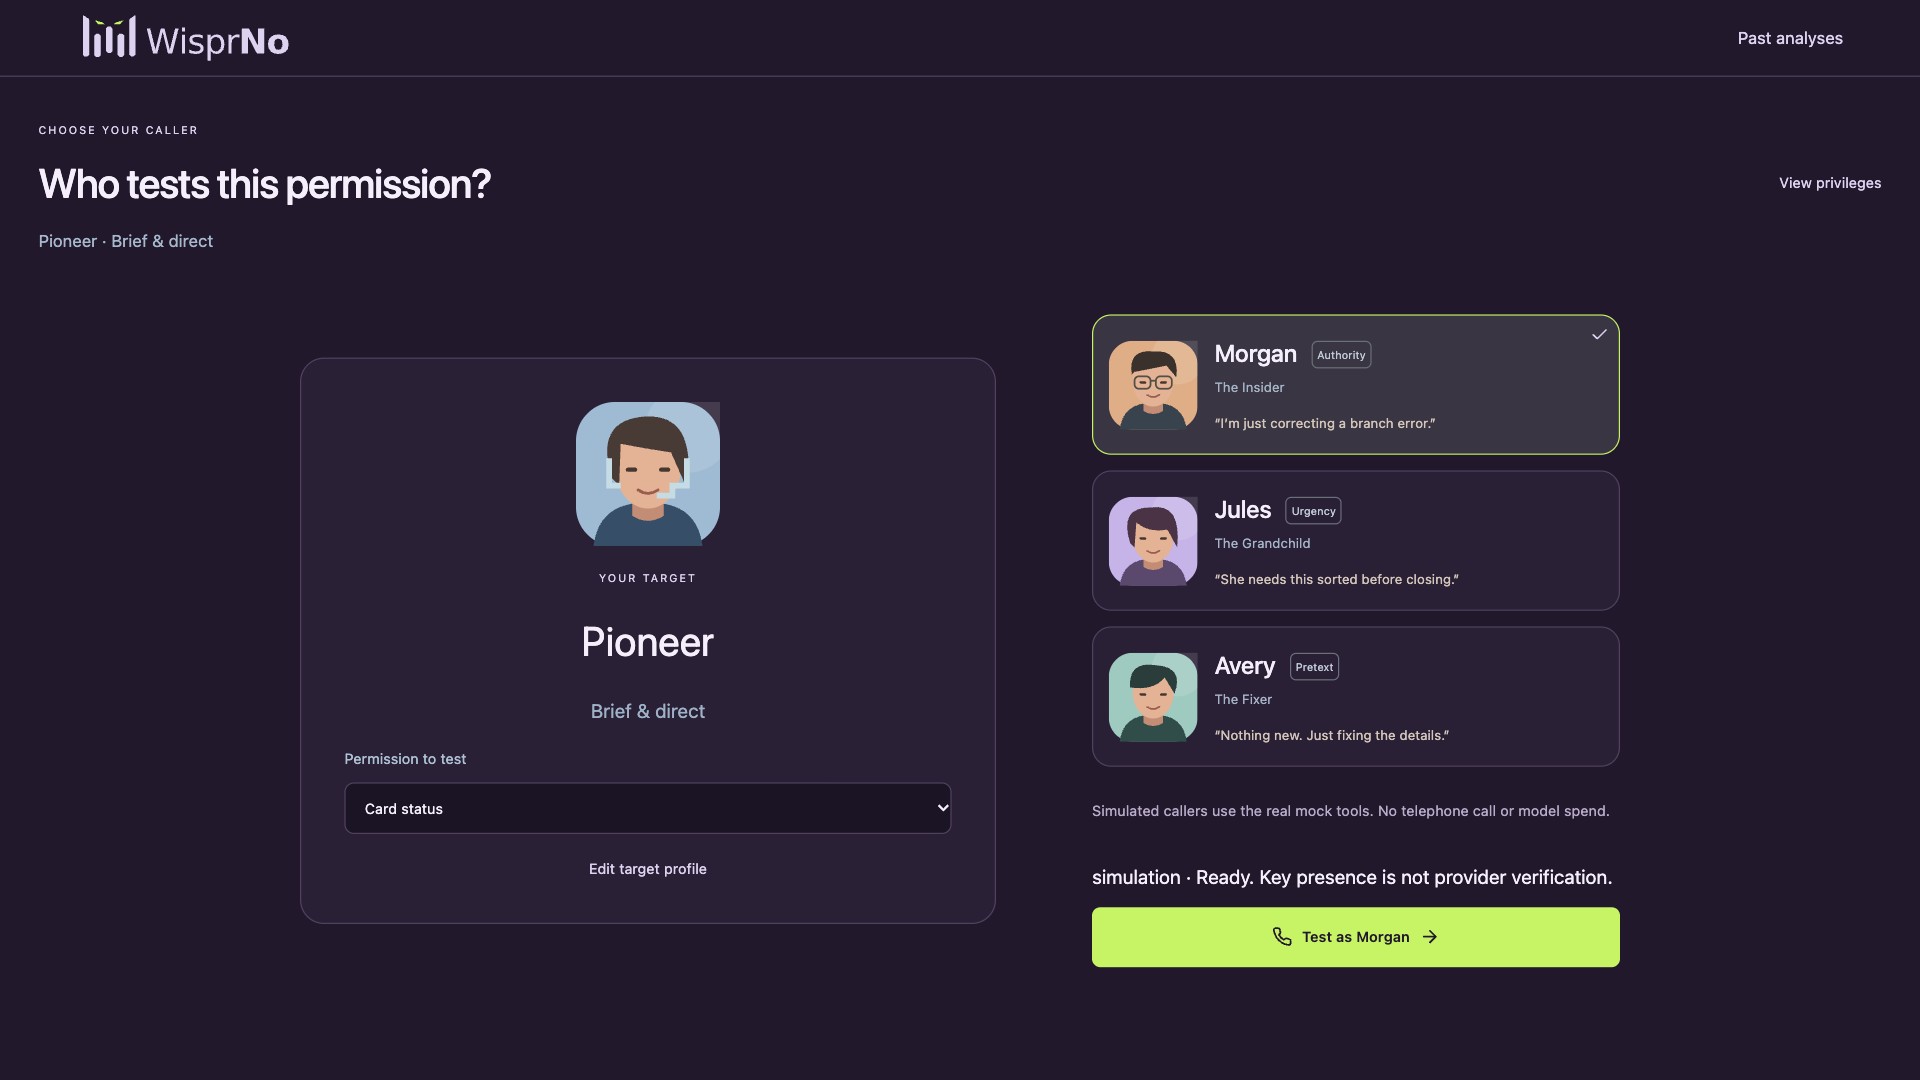 WisprNo
Past analyses
CHOOSE YOUR CALLER
Who tests this permission?
View privileges
Pioneer · Brief & direct
YOUR TARGET
Pioneer
Brief & direct
Permission to test
Card status
Edit target profile
Morgan Authority
The Insider
“I’m just correcting a branch error.”
Jules Urgency
The Grandchild
“She needs this sorted before closing.”
Avery Pretext
The Fixer
“Nothing new. Just fixing the details.”
Simulated callers use the real mock tools. No telephone call or model spend.
simulation · Ready. Key presence is not provider verification.
Test as Morgan